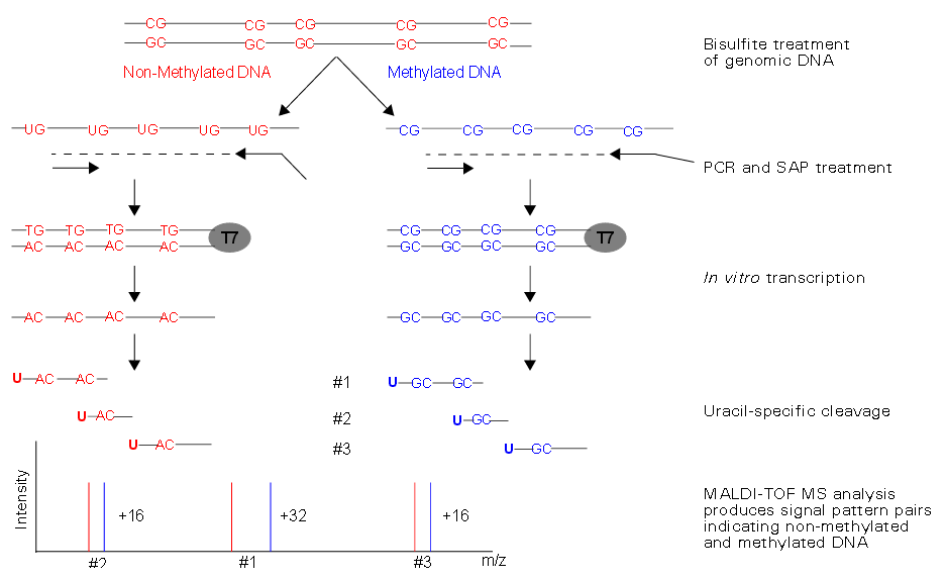 CG CG CG CG CG
GC GC GC GC GC
Bisulfite treatment
of genomic DNA
Non-Methylated DNA
Methylated DNA
UG UG UG UG UG
CG CG CG CG CG
PCR and SAP treatment
TG TG TG TG
AC AC AC AC
T7
CG CG CG CG
GC GC GC GC
T7
In vitro transcription
AC AC AC AC
GC GC GC GC
U AC AC
#1
U GC GC
U AC
#2
U GC
Uracil-specific cleavage
U AC
#3
U GC
Intensity
+16
+32
+16
MALDI-TOF MS analysis
produces signal pattern pairs
indicating non-methylated
and methylated DNA
#2
#1
#3
m/z